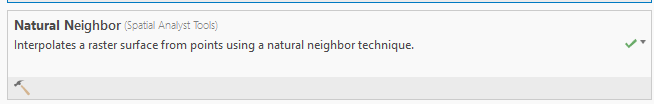 Natural Neighbor (Spatial Analyst Tools)
Interpolates a raster surface from points using a natural neighbor technique.